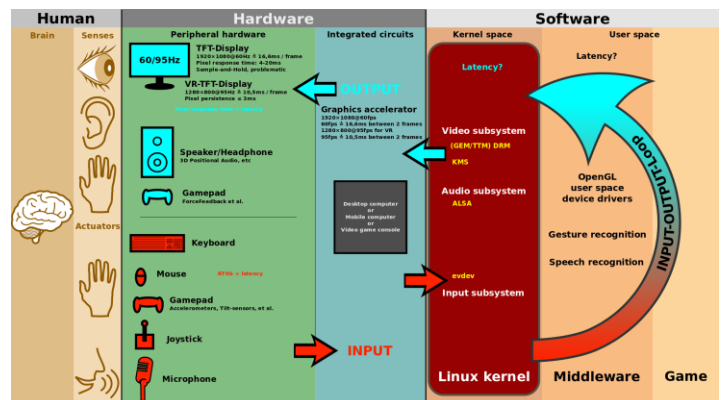 Human
Hardware
Software
Brain
Senses
Peripheral hardware
Integrated circuits
Kernel space
User space
60/95Hz
TFT-Display
1920×1080@60Hz ≙ 16,6ms / frame
Pixel response time: 4-20ms
Sample-and-Hold, problematic
VR-TFT-Display
1280×800@95Hz ≙ 10,5ms / frame
Pixel persistence ≤ 3ms
OUTPUT
Graphics accelerator
1920×1080@60fps
60fps ≙ 16,6ms between 2 frames
1280×800@95fps for VR
95fps ≙ 10,5ms between 2 frames
Latency?
Latency?
Video subsystem
(GEM/TTM) DRM
KMS
Speaker/Headphone
3D Positional Audio, etc
Gamepad
ForceFeedback et al.
Desktop computer
or
Mobile computer
or
Video game console
Audio subsystem
ALSA
OpenGL
user space
device drivers
Gesture recognition
Speech recognition
INPUT-OUTPUT-Loop
Actuators
Keyboard
Mouse
+ latency
Gamepad
Accelerometers, Tilt-sensors, et al.
Joystick
Microphone
INPUT
evdev
Input subsystem
Linux kernel
Middleware
Game